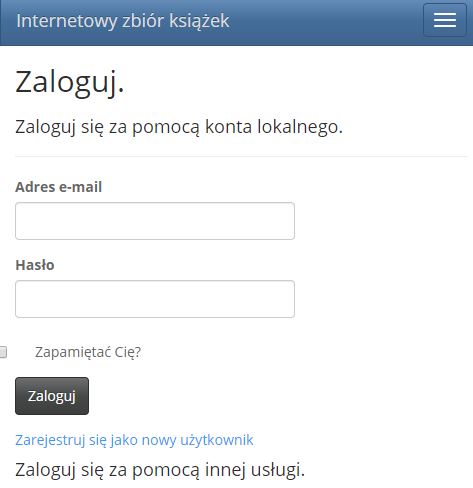 Internetowy zbiór książek
Zaloguj.
Zaloguj się za pomocą konta lokalnego.
Adres e-mail
Hasło
Zapamiętać Cię?
Zaloguj
Zarejestruj się jako nowy użytkownik
Zaloguj się za pomocą innej usługi.